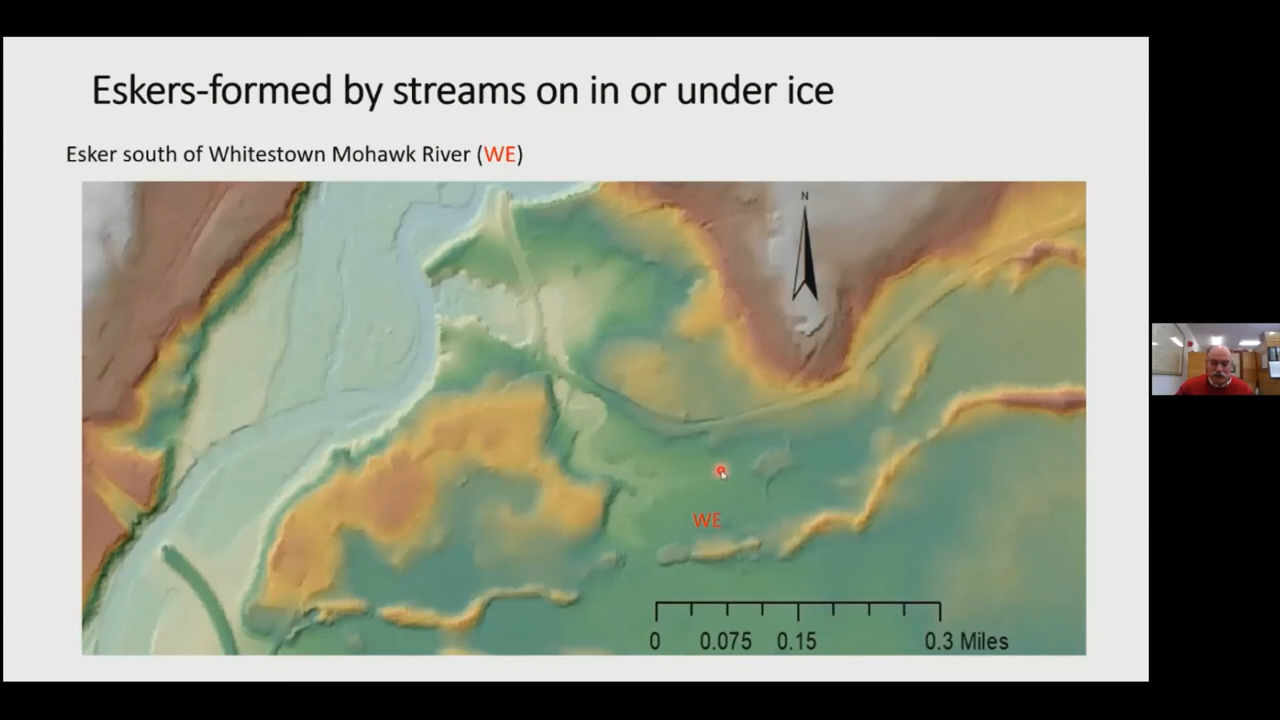 Eskers-formed by streams on in or under ice
Esker south of Whitestown Mohawk River (WE)
N
WE
0 0.075 0.15 0.3 Miles